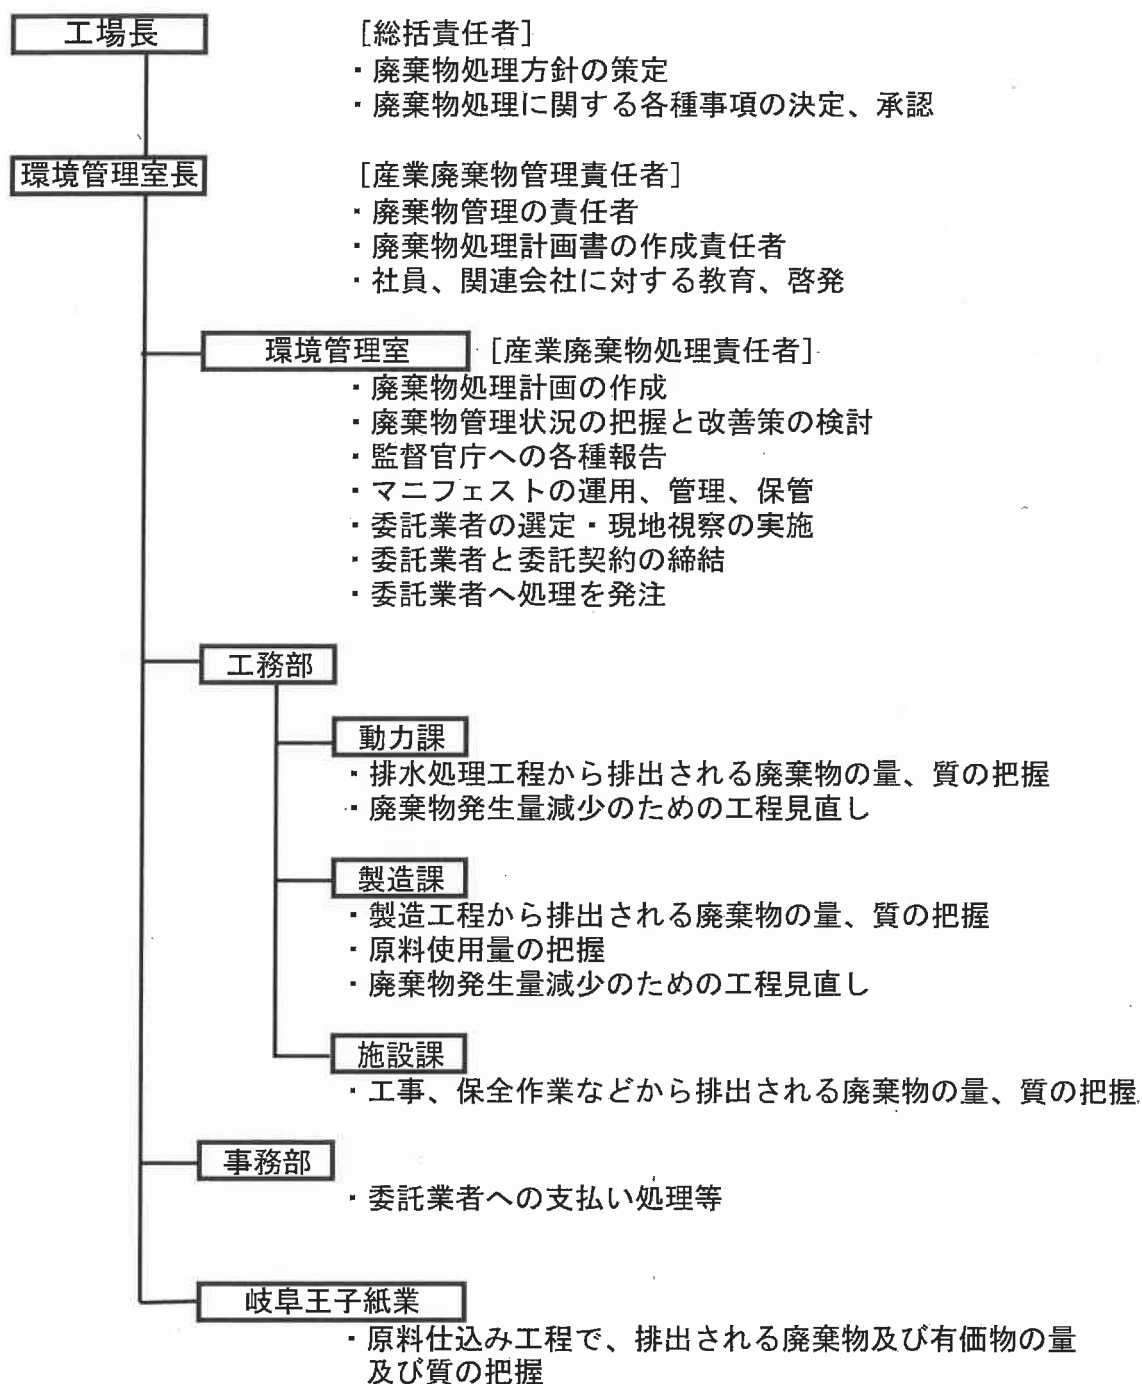 工場長
[総括責任者]
・廃棄物処理方針の策定
・廃棄物処理に関する各種事項の決定、承認
環境管理室長
[産業廃棄物管理責任者]
・廃棄物管理の責任者
・廃棄物処理計画書の作成責任者
・社員、関連会社に対する教育、啓発
環境管理室
[産業廃棄物処理責任者]
・廃棄物処理計画の作成
・廃棄物管理状況の把握と改善策の検討
・監督官庁への各種報告
・マニフェストの運用、管理、保管
・委託業者の選定・現地視察の実施
・委託業者と委託契約の締結
・委託業者へ処理を発注
工務部
動力課
・排水処理工程から排出される廃棄物の量、質の把握
・廃棄物発生量減少のための工程見直し
製造課
・製造工程から排出される廃棄物の量、質の把握
・原料使用量の把握
・廃棄物発生量減少のための工程見直し
施設課
・工事、保全作業などから排出される廃棄物の量、質の把握
事務部
・委託業者への支払い処理等
岐阜王子紙業
・原料仕込み工程で、排出される廃棄物及び有価物の量
及び質の把握